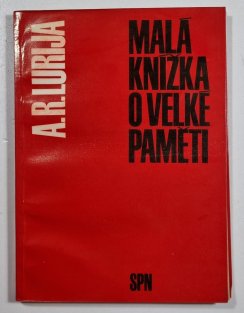 A.R.LURIJA
MALÁ
KNÍŽKA
O VELKÉ
PAMĚTI
SPN